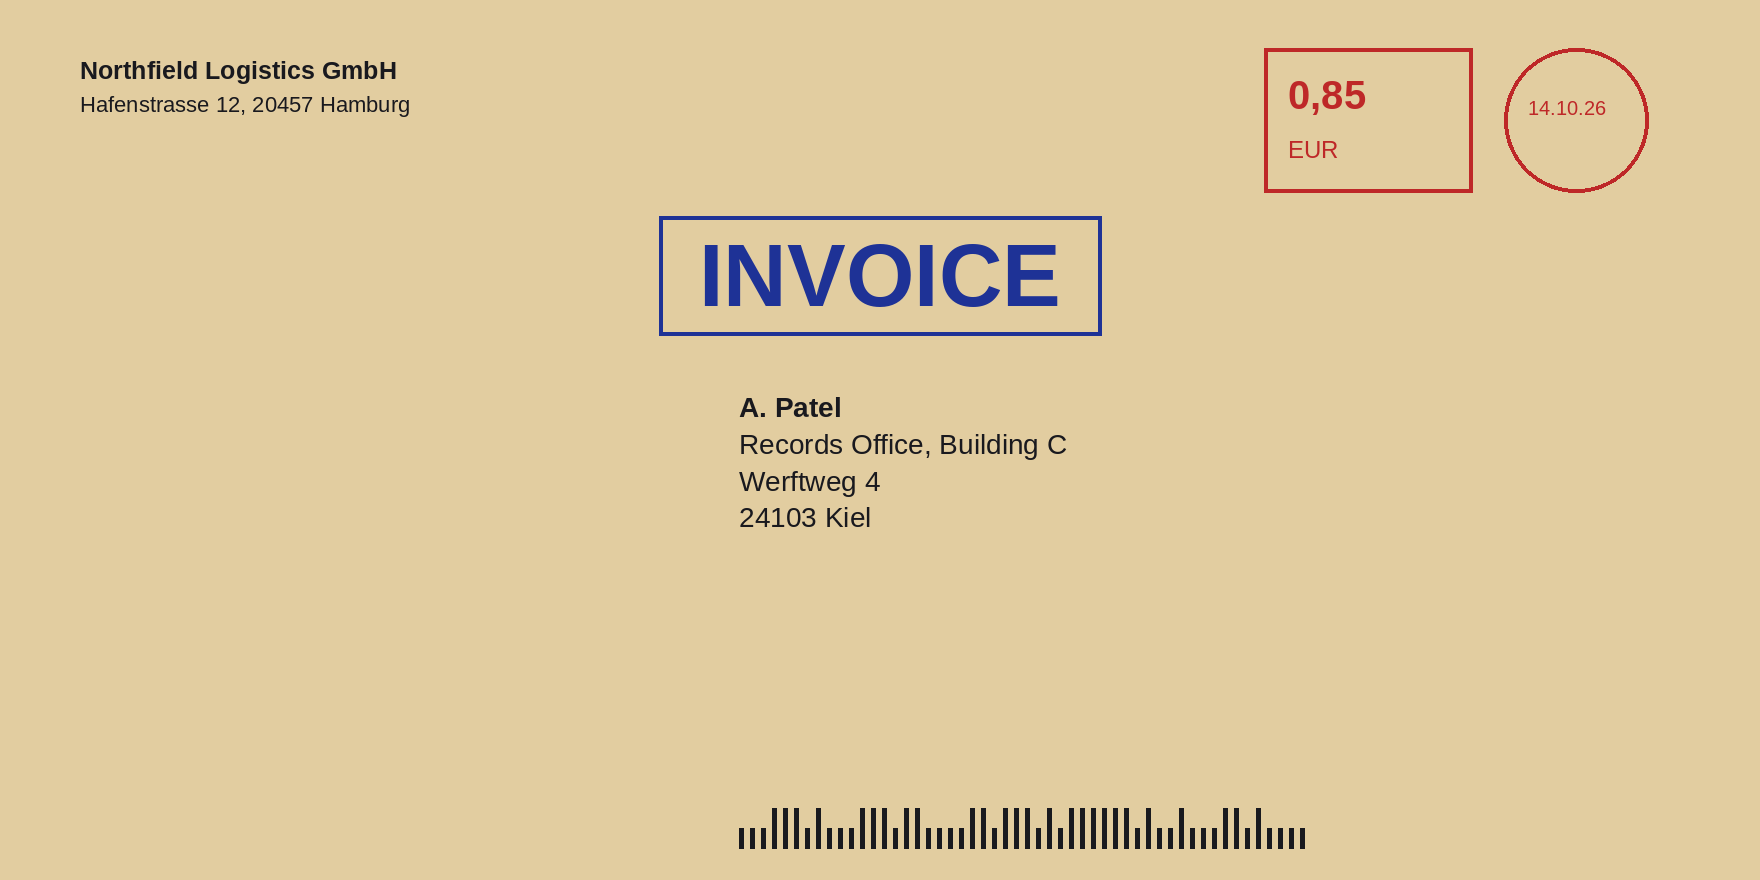 Northfield Logistics GmbH
Hafenstrasse 12, 20457 Hamburg
0,85
EUR
14.10.26
INVOICE
A. Patel
Records Office, Building C
Werftweg 4
24103 Kiel